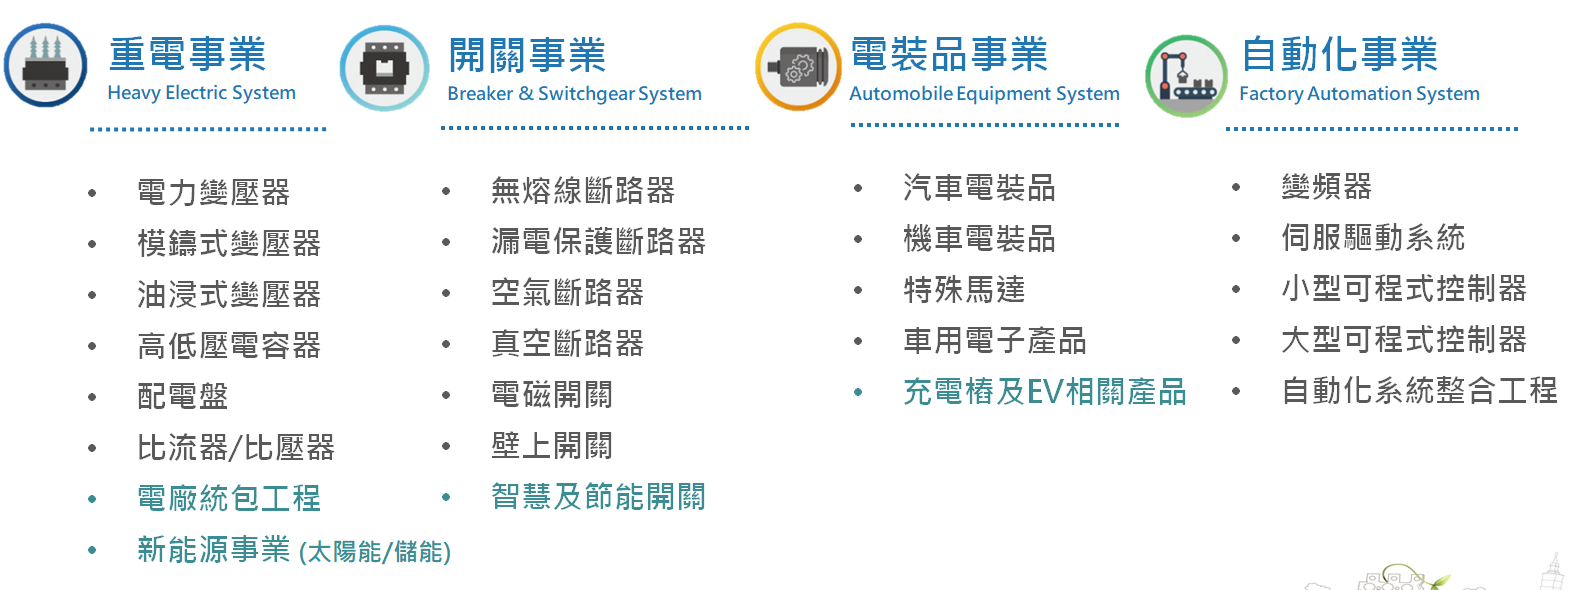 重電事業
Heavy Electric System
• 電力變壓器
• 模鑄式變壓器
• 油浸式變壓器
• 高低壓電容器
• 配電盤
• 比流器/比壓器
• 電廠統包工程
• 新能源事業 (太陽能/儲能)
開關事業
Breaker & Switchgear System
• 無熔線斷路器
• 漏電保護斷路器
• 空氣斷路器
• 真空斷路器
• 電磁開關
• 壁上開關
• 智慧及節能開關
電裝品事業
Automobile Equipment System
• 汽車電裝品
• 機車電裝品
• 特殊馬達
• 車用電子產品
• 充電樁及EV相關產品
自動化事業
Factory Automation System
• 變頻器
• 伺服驅動系統
• 小型可程式控制器
• 大型可程式控制器
• 自動化系統整合工程